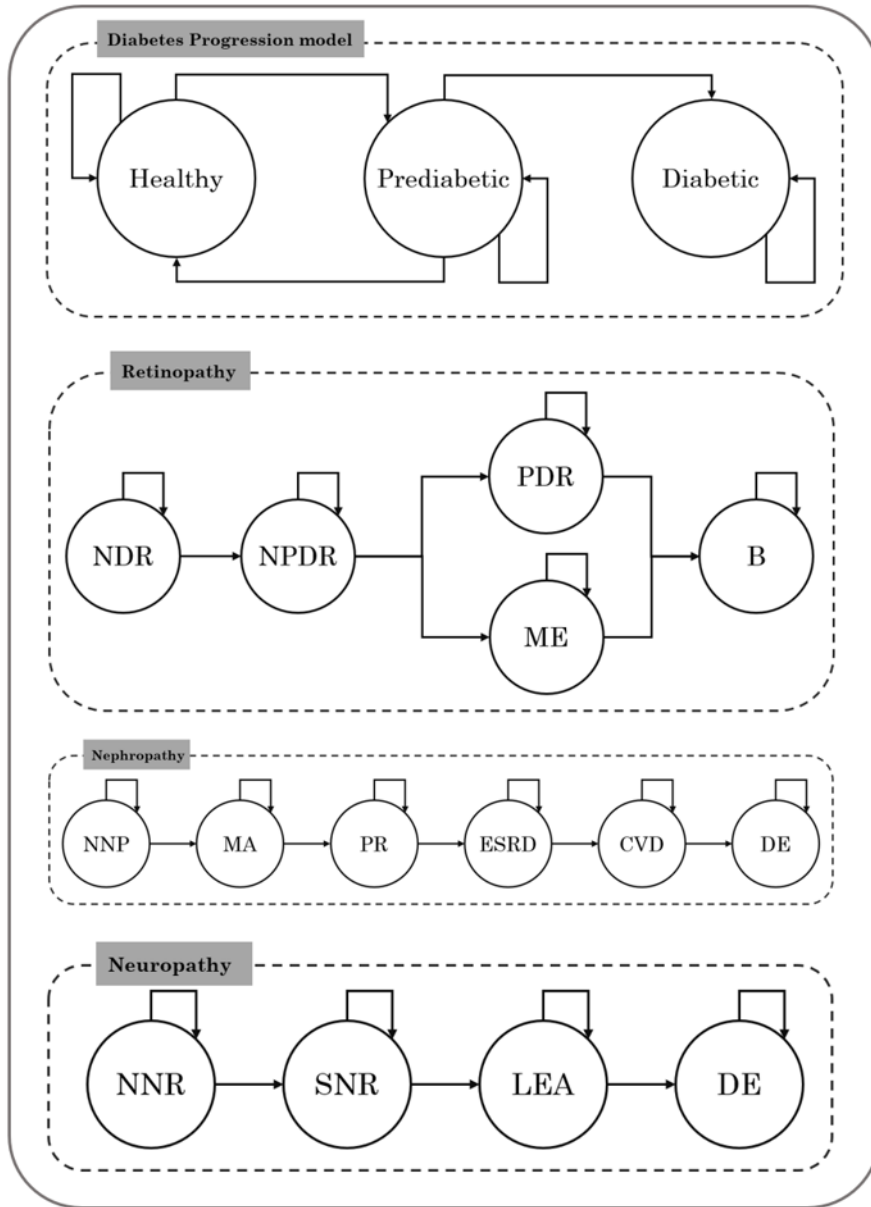 Diabetes Progression model
Healthy
Prediabetic
Diabetic
Retinopathy
NDR
NPDR
PDR
ME
B
Nephropathy
NNP
MA
PR
ESRD
CVD
DE
Neuropathy
NNR
SNR
LEA
DE